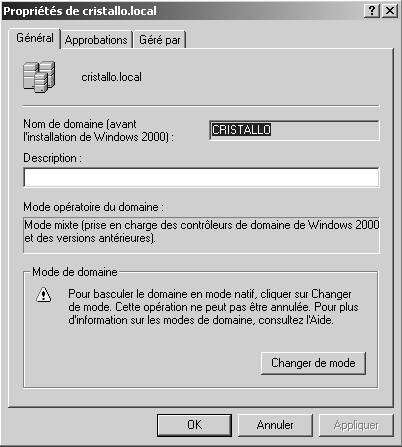 Propriétés de cristallo.local
Général
Approbations
Géré par
cristallo.local
Nom de domaine (avant
l'installation de Windows 2000) :
CRISTALLO
Description :
Mode opératoire du domaine :
Mode mixte (prise en charge des contrôleurs de domaine de Windows 2000
et des versions antérieures).
Mode de domaine
Pour basculer le domaine en mode natif, cliquer sur Changer
de mode. Cette opération ne peut pas être annulée. Pour plus
d'information sur les modes de domaine, consultez l'Aide.
Changer de mode
OK
Annuler
Appliquer